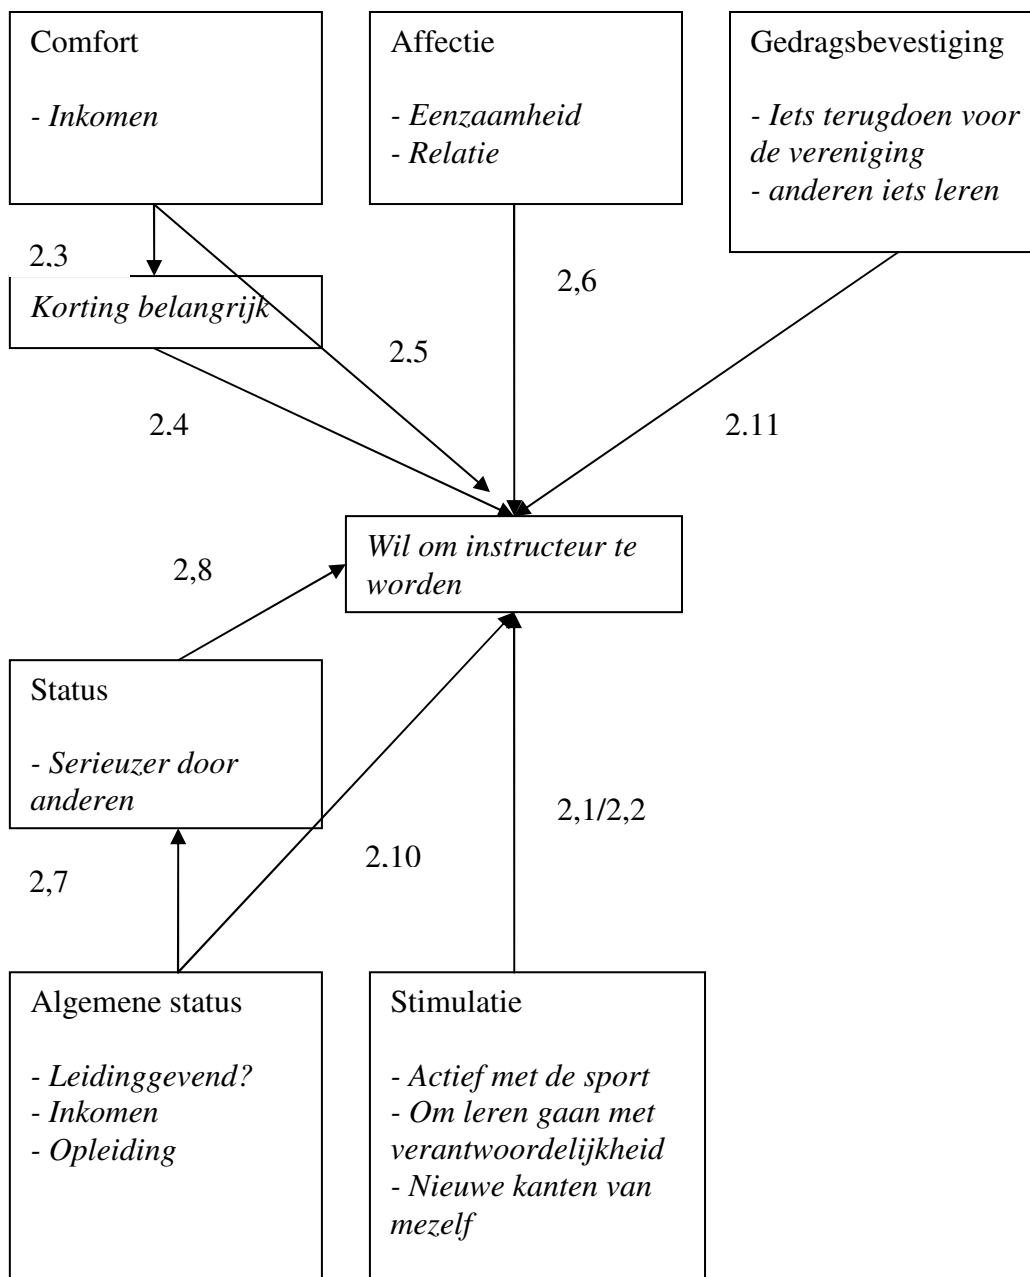 Comfort
- Inkomen
Affectie
- Eenzaamheid
- Relatie
Gedragsbevestiging
- Iets terugdoen voor
de vereniging
- anderen iets leren
2,3
Korting belangrijk
2,6
2,5
2,4
2,11
Wil om instructeur te
worden
2,8
Status
- Serieuzer door
anderen
2,1/2,2
2,10
2,7
Algemene status
- Leidinggevend?
- Inkomen
- Opleiding
Stimulatie
- Actief met de sport
- Om leren gaan met
verantwoordelijkheid
- Nieuwe kanten van
mezelf